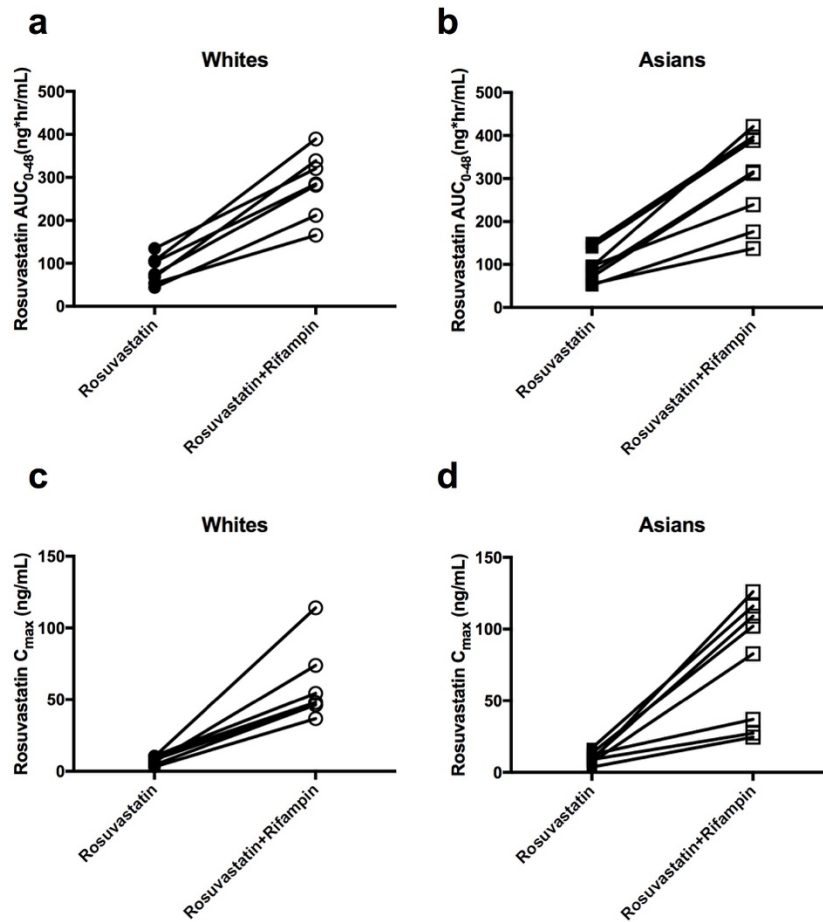 a
Whites
Rosuvastatin AUC0-48(ng*hr/mL)
500
400
300
200
100
0
Rosuvastatin
Rosuvastatin+Rifampin
b
Asians
Rosuvastatin AUC0-48(ng*hr/mL)
500
400
300
200
100
0
Rosuvastatin
Rosuvastatin+Rifampin
c
Whites
Rosuvastatin Cmax (ng/mL)
150
100
50
0
Rosuvastatin
Rosuvastatin+Rifampin
d
Asians
Rosuvastatin Cmax (ng/mL)
150
100
50
0
Rosuvastatin
Rosuvastatin+Rifampin